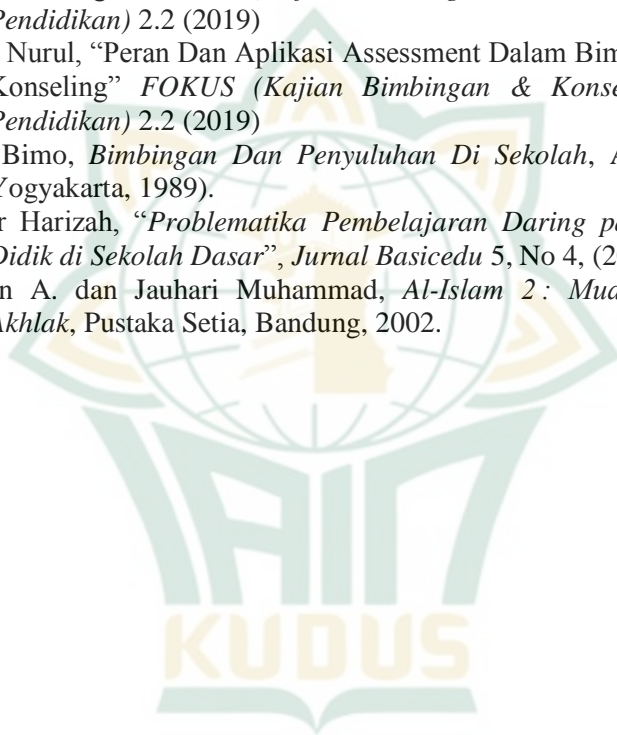 Pendidikan) 2.2 (2019)
Nurul, “Peran Dan Aplikasi Assessment Dalam Bim
Konseling” FOKUS (Kajian Bimbingan & Konse
Pendidikan) 2.2 (2019)
Bimo, Bimbingan Dan Penyuluhan Di Sekolah, A
Yogyakarta, 1989).
r Harizah, “Problematika Pembelajaran Daring pa
Didik di Sekolah Dasar”, Jurnal Basicedu 5, No 4, (20
n A. dan Jauhari Muhammad, Al-Islam 2 : Mua
Akhlak, Pustaka Setia, Bandung, 2002.
IAIN
KUDUS